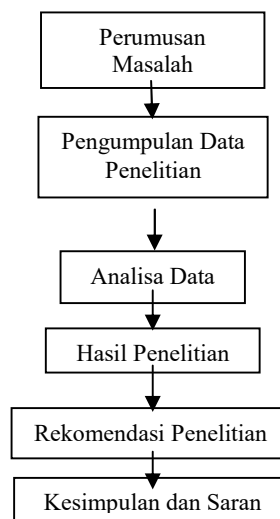 Perumusan
Masalah
Pengumpulan Data
Penelitian
Analisa Data
Hasil Penelitian
Rekomendasi Penelitian
Kesimpulan dan Saran